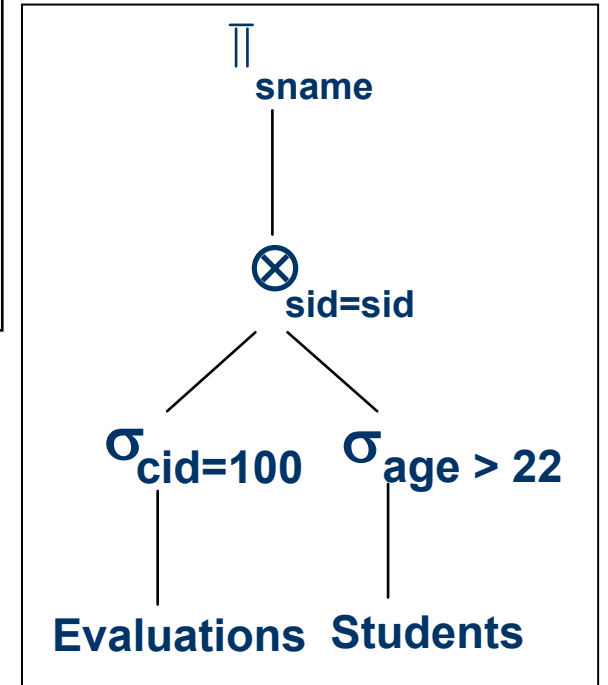 π
sname
⊗
sid=sid
σcid=100 σage > 22
Evaluations Students